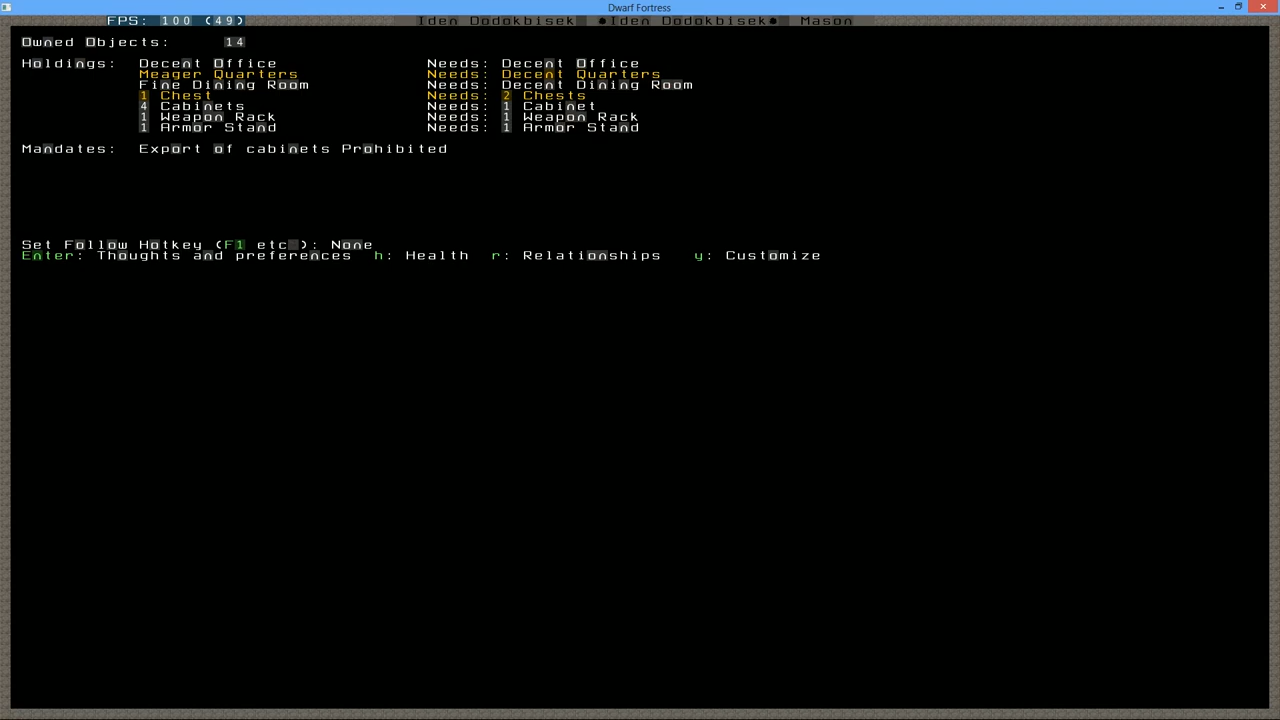 Dwarf Fortress
FPS: 100 (49) Iden Dodokbisek ●Iden Dodokbisek● Mason
Owned Objects: 14
Holdings: Decent Office Needs: Decent Office
Meager Quarters Needs: Decent Quarters
Fine Dining Room Needs: Decent Dining Room
1 Chest Needs: 2 Chests
4 Cabinets Needs: 1 Cabinet
1 Weapon Rack Needs: 1 Weapon Rack
1 Armor Stand Needs: 1 Armor Stand
Mandates: Export of cabinets Prohibited
Set Follow Hotkey (F1 etc.): None
Enter: Thoughts and preferences h: Health r: Relationships y: Customize